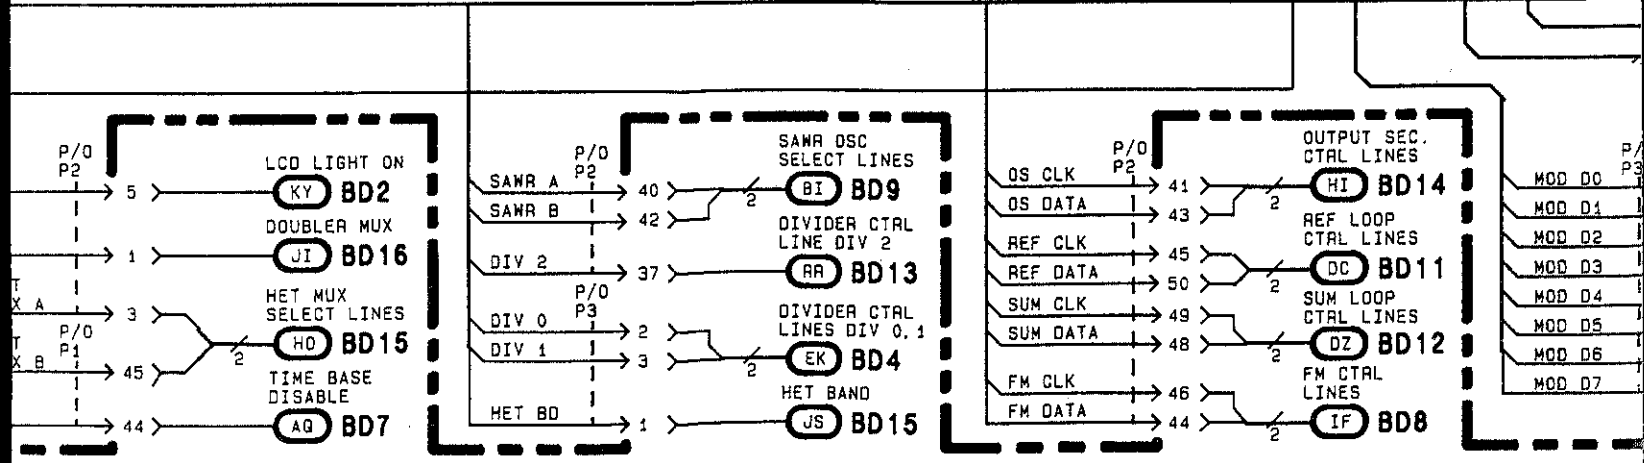 P/O
P2
5
LCD LIGHT ON
KY BD2
1
DOUBLER MUX
JI BD16
T
X A
3
HET MUX
SELECT LINES
HO BD15
2
P/O
P1
T
X B
45
TIME BASE
DISABLE
44
AQ BD7
P/O
P2
SAWR A
40
SAWR B
42
2
SAWR OSC
SELECT LINES
BI BD9
DIV 2
37
DIVIDER CTRL
LINE DIV 2
AA BD13
P/O
P3
DIV 0
2
DIV 1
3
2
DIVIDER CTRL
LINES DIV 0,1
EK BD4
HET BD
1
HET BAND
JS BD15
P/O
P2
OS CLK
41
OS DATA
43
2
OUTPUT SEC.
CTRL LINES
HI BD14
REF CLK
45
REF DATA
50
2
REF LOOP
CTRL LINES
DC BD11
SUM CLK
49
SUM DATA
48
2
SUM LOOP
CTRL LINES
DZ BD12
FM CLK
46
FM DATA
44
2
FM CTRL
LINES
IF BD8
P/
P3
MOD D0
MOD D1
MOD D2
MOD D3
MOD D4
MOD D5
MOD D6
MOD D7